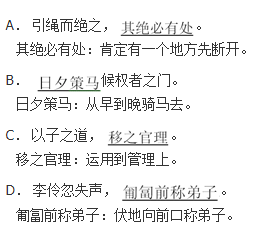 A．引绳而绝之，其绝必有处。
其绝必有处：肯定有一个地方先断开。
B．日夕策马候权者之门。
日夕策马：从早到晚骑马去。
C．以子之道，移之官理。
移之官理：运用到管理上。
D．李伶忽失声，匍匐前称弟子。
匍匐前称弟子：伏地向前口称弟子。